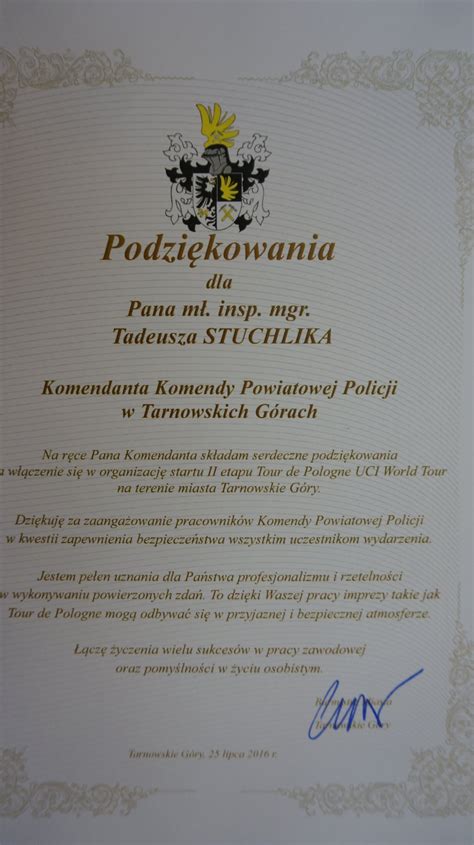 Podziękowania
dla
Pana mł. insp. mgr.
Tadeusza STUCHLIKA
Komendanta Komendy Powiatowej Policji
w Tarnowskich Górach
Na ręce Pana Komendanta składam serdeczne podziękowania
a włączenie się w organizację startu II etapu Tour de Pologne UCI World Tour
na terenie miasta Tarnowskie Góry.
Dziękuję za zaangażowanie pracowników Komendy Powiatowej Policji
w kwestii zapewnienia bezpieczeństwa wszystkim uczestnikom wydarzenia.
Jestem pełen uznania dla Państwa profesjonalizmu i rzetelności
w wykonywaniu powierzonych zdań. To dzięki Waszej pracy imprezy takie jak
Tour de Pologne mogą odbywać się w przyjaznej i bezpiecznej atmosferze.
Łączę życzenia wielu sukcesów w pracy zawodowej
oraz pomyślności w życiu osobistym.
Tarnowskie Góry
Tarnowskie Góry, 25 lipca 2016 r.